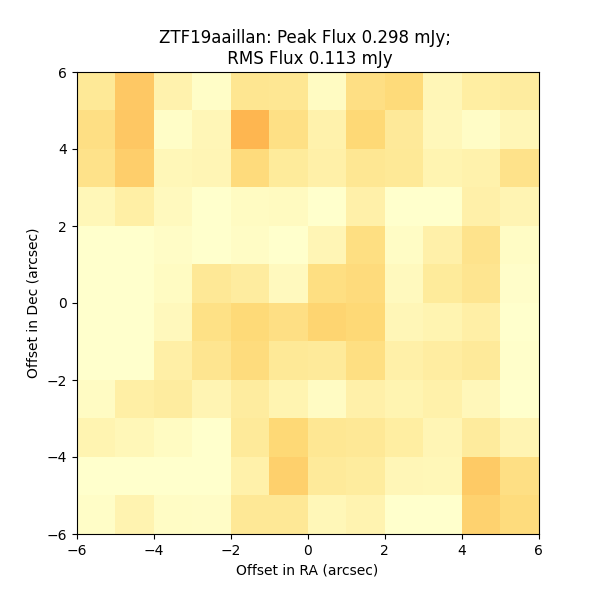 ZTF19aaillan: Peak Flux 0.298 mJy;
RMS Flux 0.113 mJy
6
4
2
0
−2
−4
−6
Offset in Dec (arcsec)
−6 −4 −2 0 2 4 6
Offset in RA (arcsec)